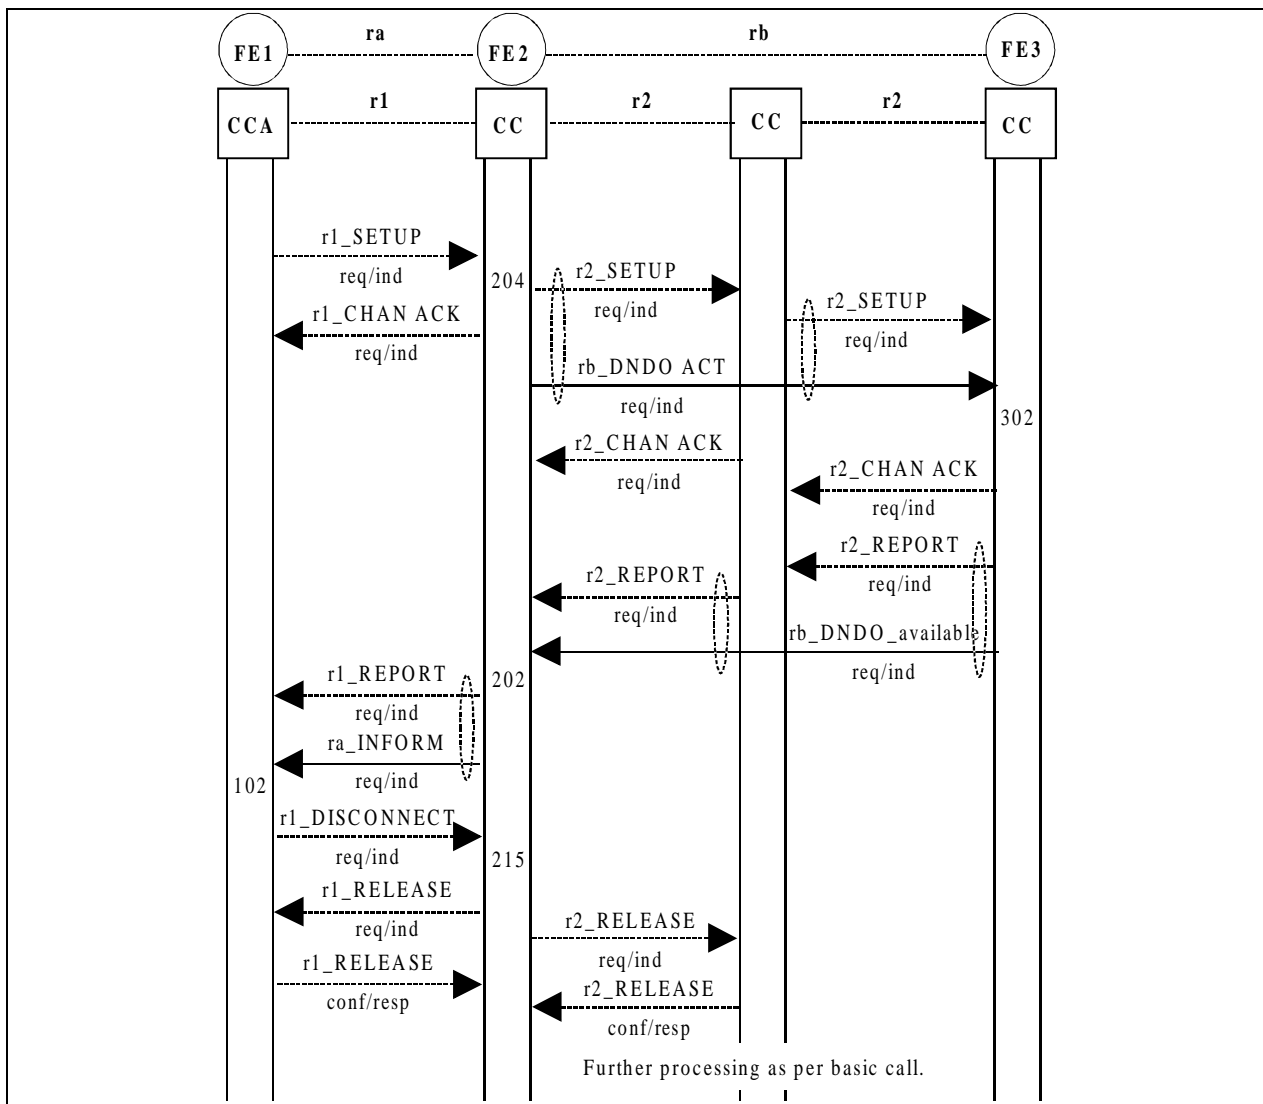 ra
rb
FE1
FE2
FE3
r1
r2
r2
CCA
CC
CC
CC
r1_SETUP
req/ind
204
r2_SETUP
req/ind
r2_SETUP
req/ind
r1_CHAN ACK
req/ind
rb_DNDO ACT
req/ind
302
r2_CHAN ACK
req/ind
r2_CHAN ACK
req/ind
r2_REPORT
req/ind
r2_REPORT
req/ind
rb_DNDO_available
req/ind
r1_REPORT
req/ind
202
ra_INFORM
req/ind
102
r1_DISCONNECT
req/ind
215
r1_RELEASE
req/ind
r2_RELEASE
req/ind
r1_RELEASE
conf/resp
r2_RELEASE
conf/resp
Further processing as per basic call.